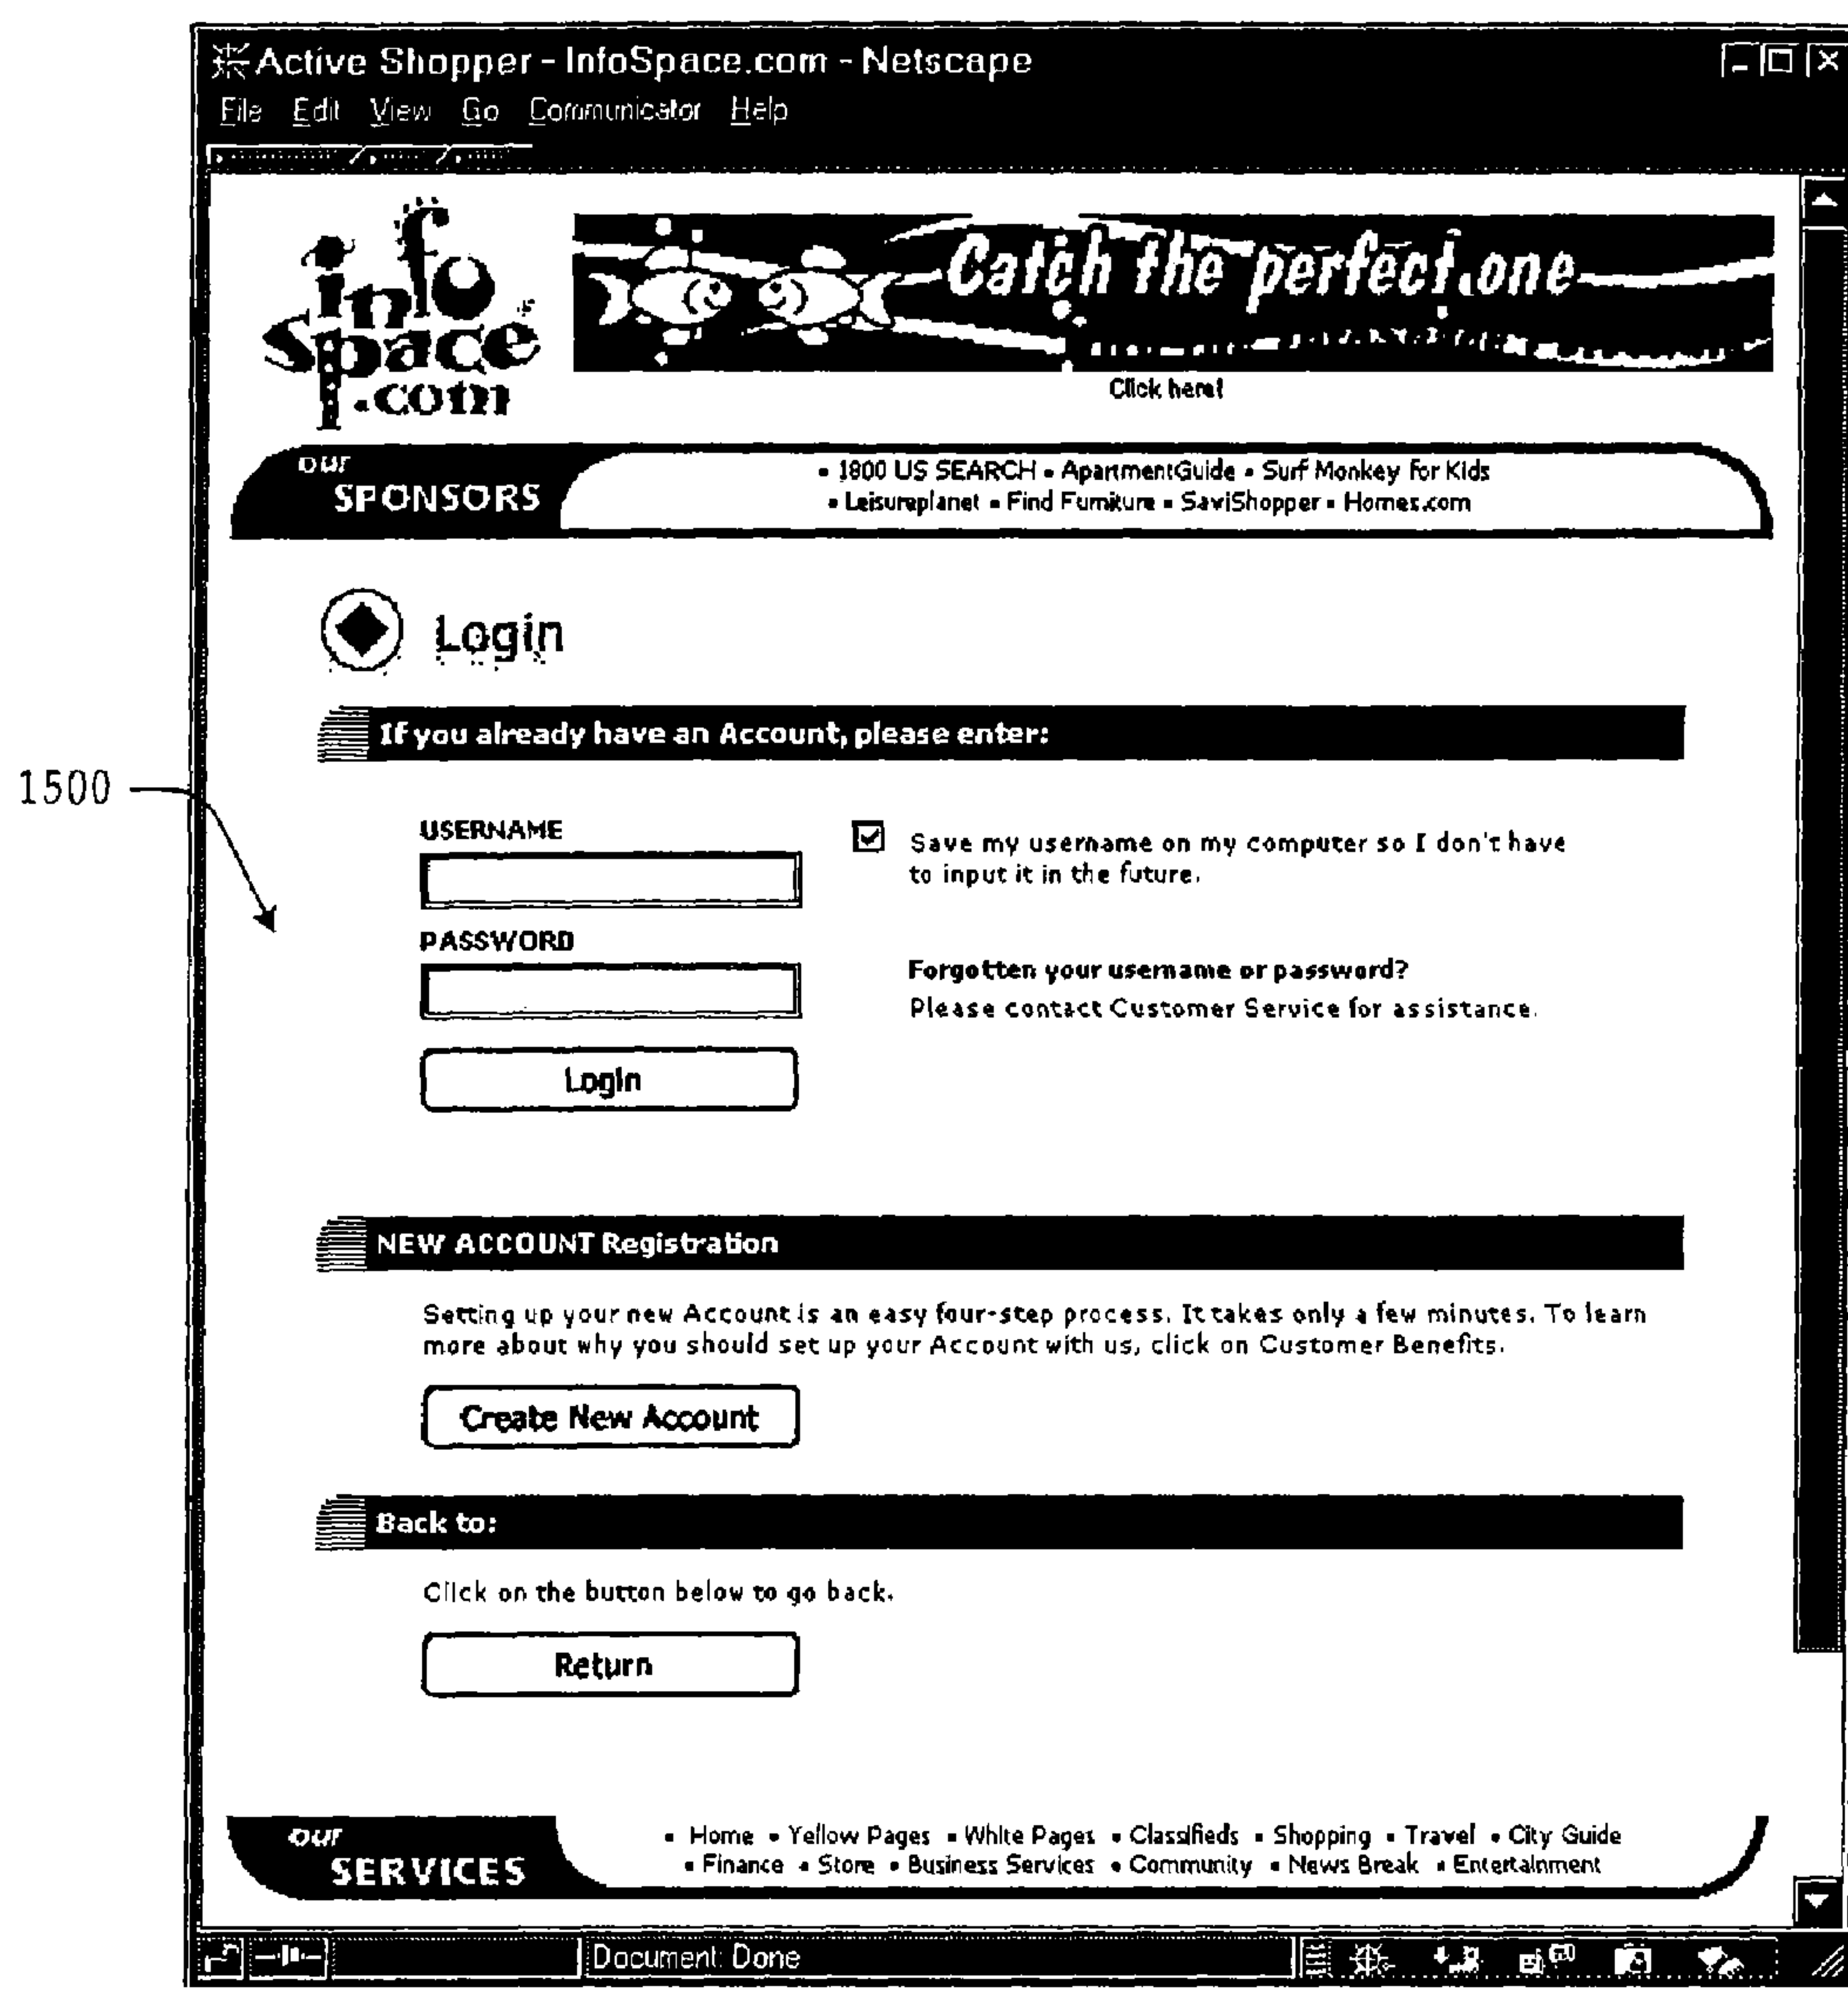 Active Shopper - InfoSpace.com - Netscape
File Edit View Go Communicator Help
info
space
.com
Catch the perfect one
Click here!
our
SPONSORS
▪ 1800 US SEARCH ▪ ApartmentGuide ▪ Surf Monkey for Kids
▪ Leisureplanet ▪ Find Furniture ▪ SaviShopper ▪ Homes.com
Login
If you already have an Account, please enter:
1500
USERNAME
Save my username on my computer so I don't have
to input it in the future.
PASSWORD
Forgotten your username or password?
Please contact Customer Service for assistance.
Login
NEW ACCOUNT Registration
Setting up your new Account is an easy four-step process. It takes only a few minutes. To learn
more about why you should set up your Account with us, click on Customer Benefits.
Create New Account
Back to:
Click on the button below to go back.
Return
our
SERVICES
▪ Home ▪ Yellow Pages ▪ White Pages ▪ Classifieds ▪ Shopping ▪ Travel ▪ City Guide
▪ Finance ▪ Store ▪ Business Services ▪ Community ▪ News Break ▪ Entertainment
Document: Done